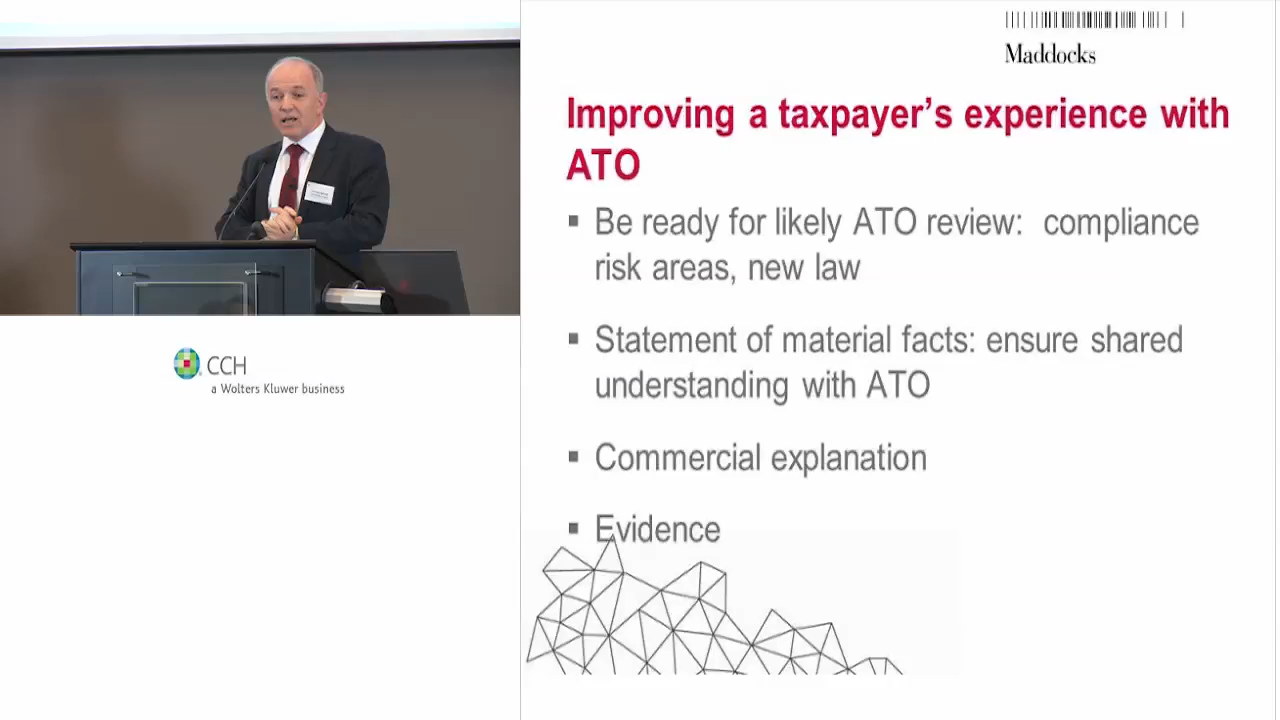 Maddocks
Improving a taxpayer’s experience with
ATO
▪ Be ready for likely ATO review:  compliance
risk areas, new law
▪ Statement of material facts: ensure shared
understanding with ATO
▪ Commercial explanation
▪ Evidence
CCH
a Wolters Kluwer business